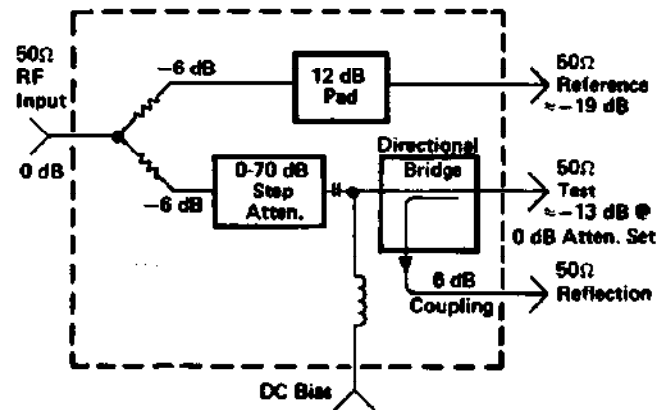 50Ω
RF
Input
0 dB
-6 dB
12 dB
Pad
50Ω
Reference
≈-19 dB
-6 dB
0-70 dB
Step
Atten.
Directional
Bridge
50Ω
Test
≈-13 dB @
0 dB Atten. Set
6 dB
Coupling
50Ω
Reflection
DC Bias